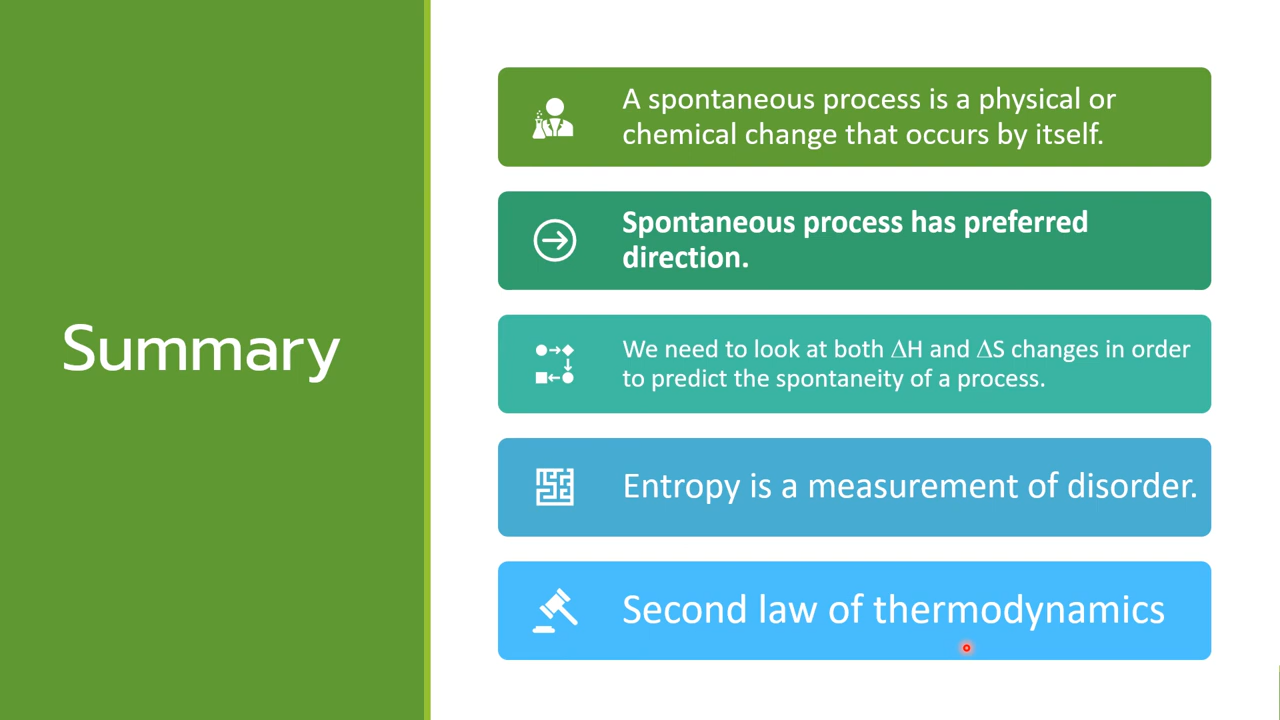 Summary
A spontaneous process is a physical or
chemical change that occurs by itself.
Spontaneous process has preferred
direction.
We need to look at both ΔH and ΔS changes in order
to predict the spontaneity of a process.
Entropy is a measurement of disorder.
Second law of thermodynamics